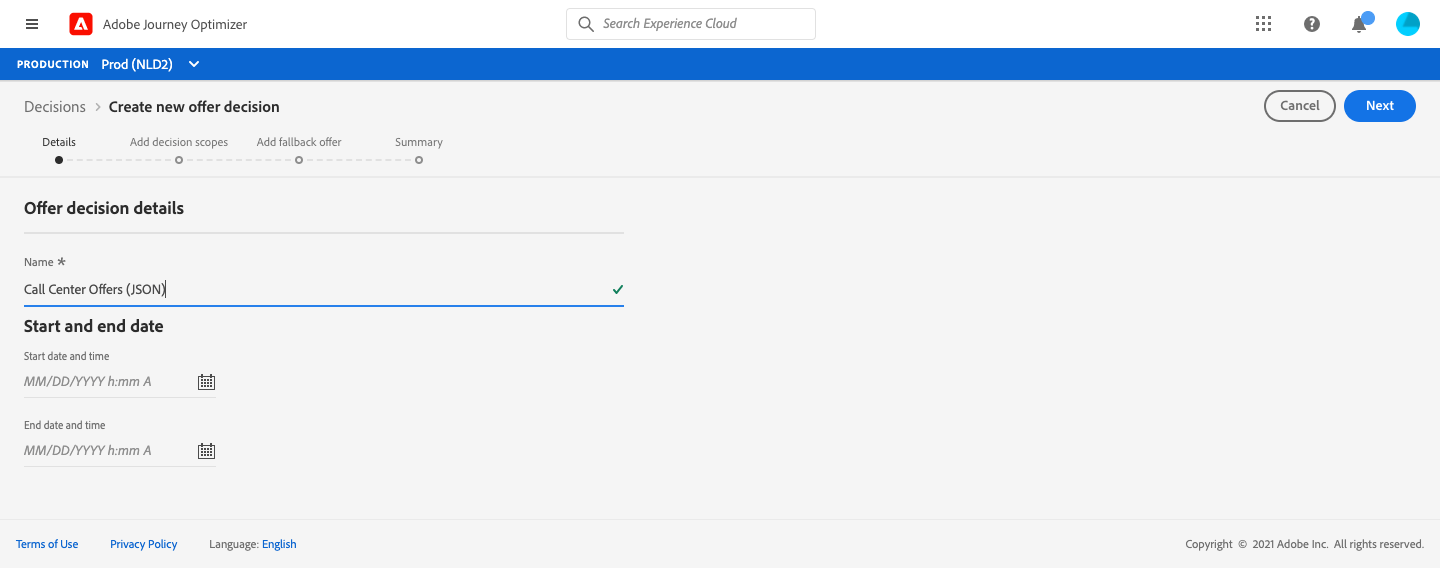 Adobe Journey Optimizer
Search Experience Cloud
PRODUCTION Prod (NLD2)
Decisions > Create new offer decision
Cancel Next
Details Add decision scopes Add fallback offer Summary
Offer decision details
Name *
Call Center Offers (JSON)
Start and end date
Start date and time
MM/DD/YYYY h:mm A
End date and time
MM/DD/YYYY h:mm A
Terms of Use Privacy Policy Language: English Copyright © 2021 Adobe Inc. All rights reserved.